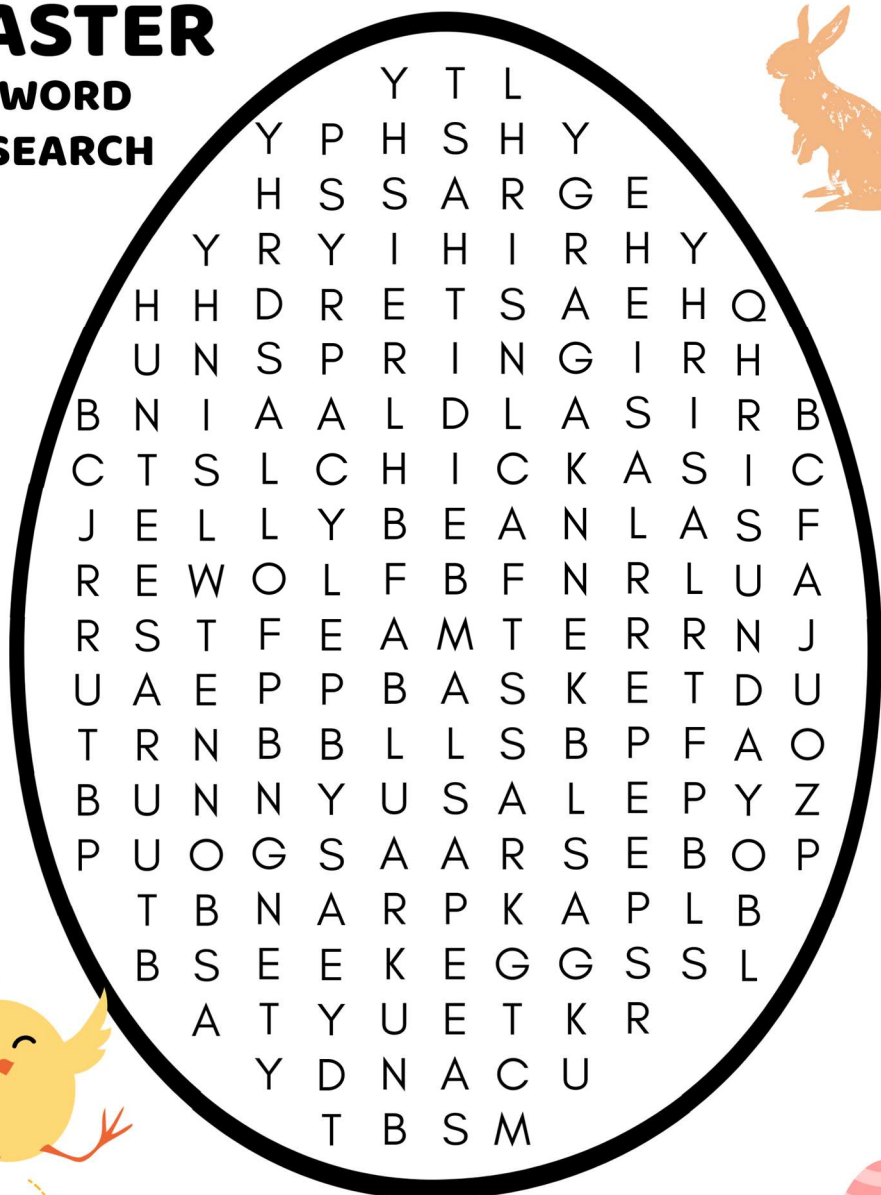 ASTER
WORD
SEARCH
Y T L
Y P H S H Y
H S S A R G E
Y R Y I H I R H Y
H H D R E T S A E H Q
U N S P R I N G I R H
B N I A A L D L A S I R B
C T S L C H I C K A S I C
J E L L Y B E A N L A S F
R E W O L F B F N R L U A
R S T F E A M T E R R N J
U A E P P B A S K E T D U
T R N B B L L S B P F A O
B U N N Y U S A L E P Y Z
P U O G S A A R S E B O P
T B N A R P K A P L B
B S E E K E G G S S L
A T Y U E T K R
Y D N A C U
T B S M